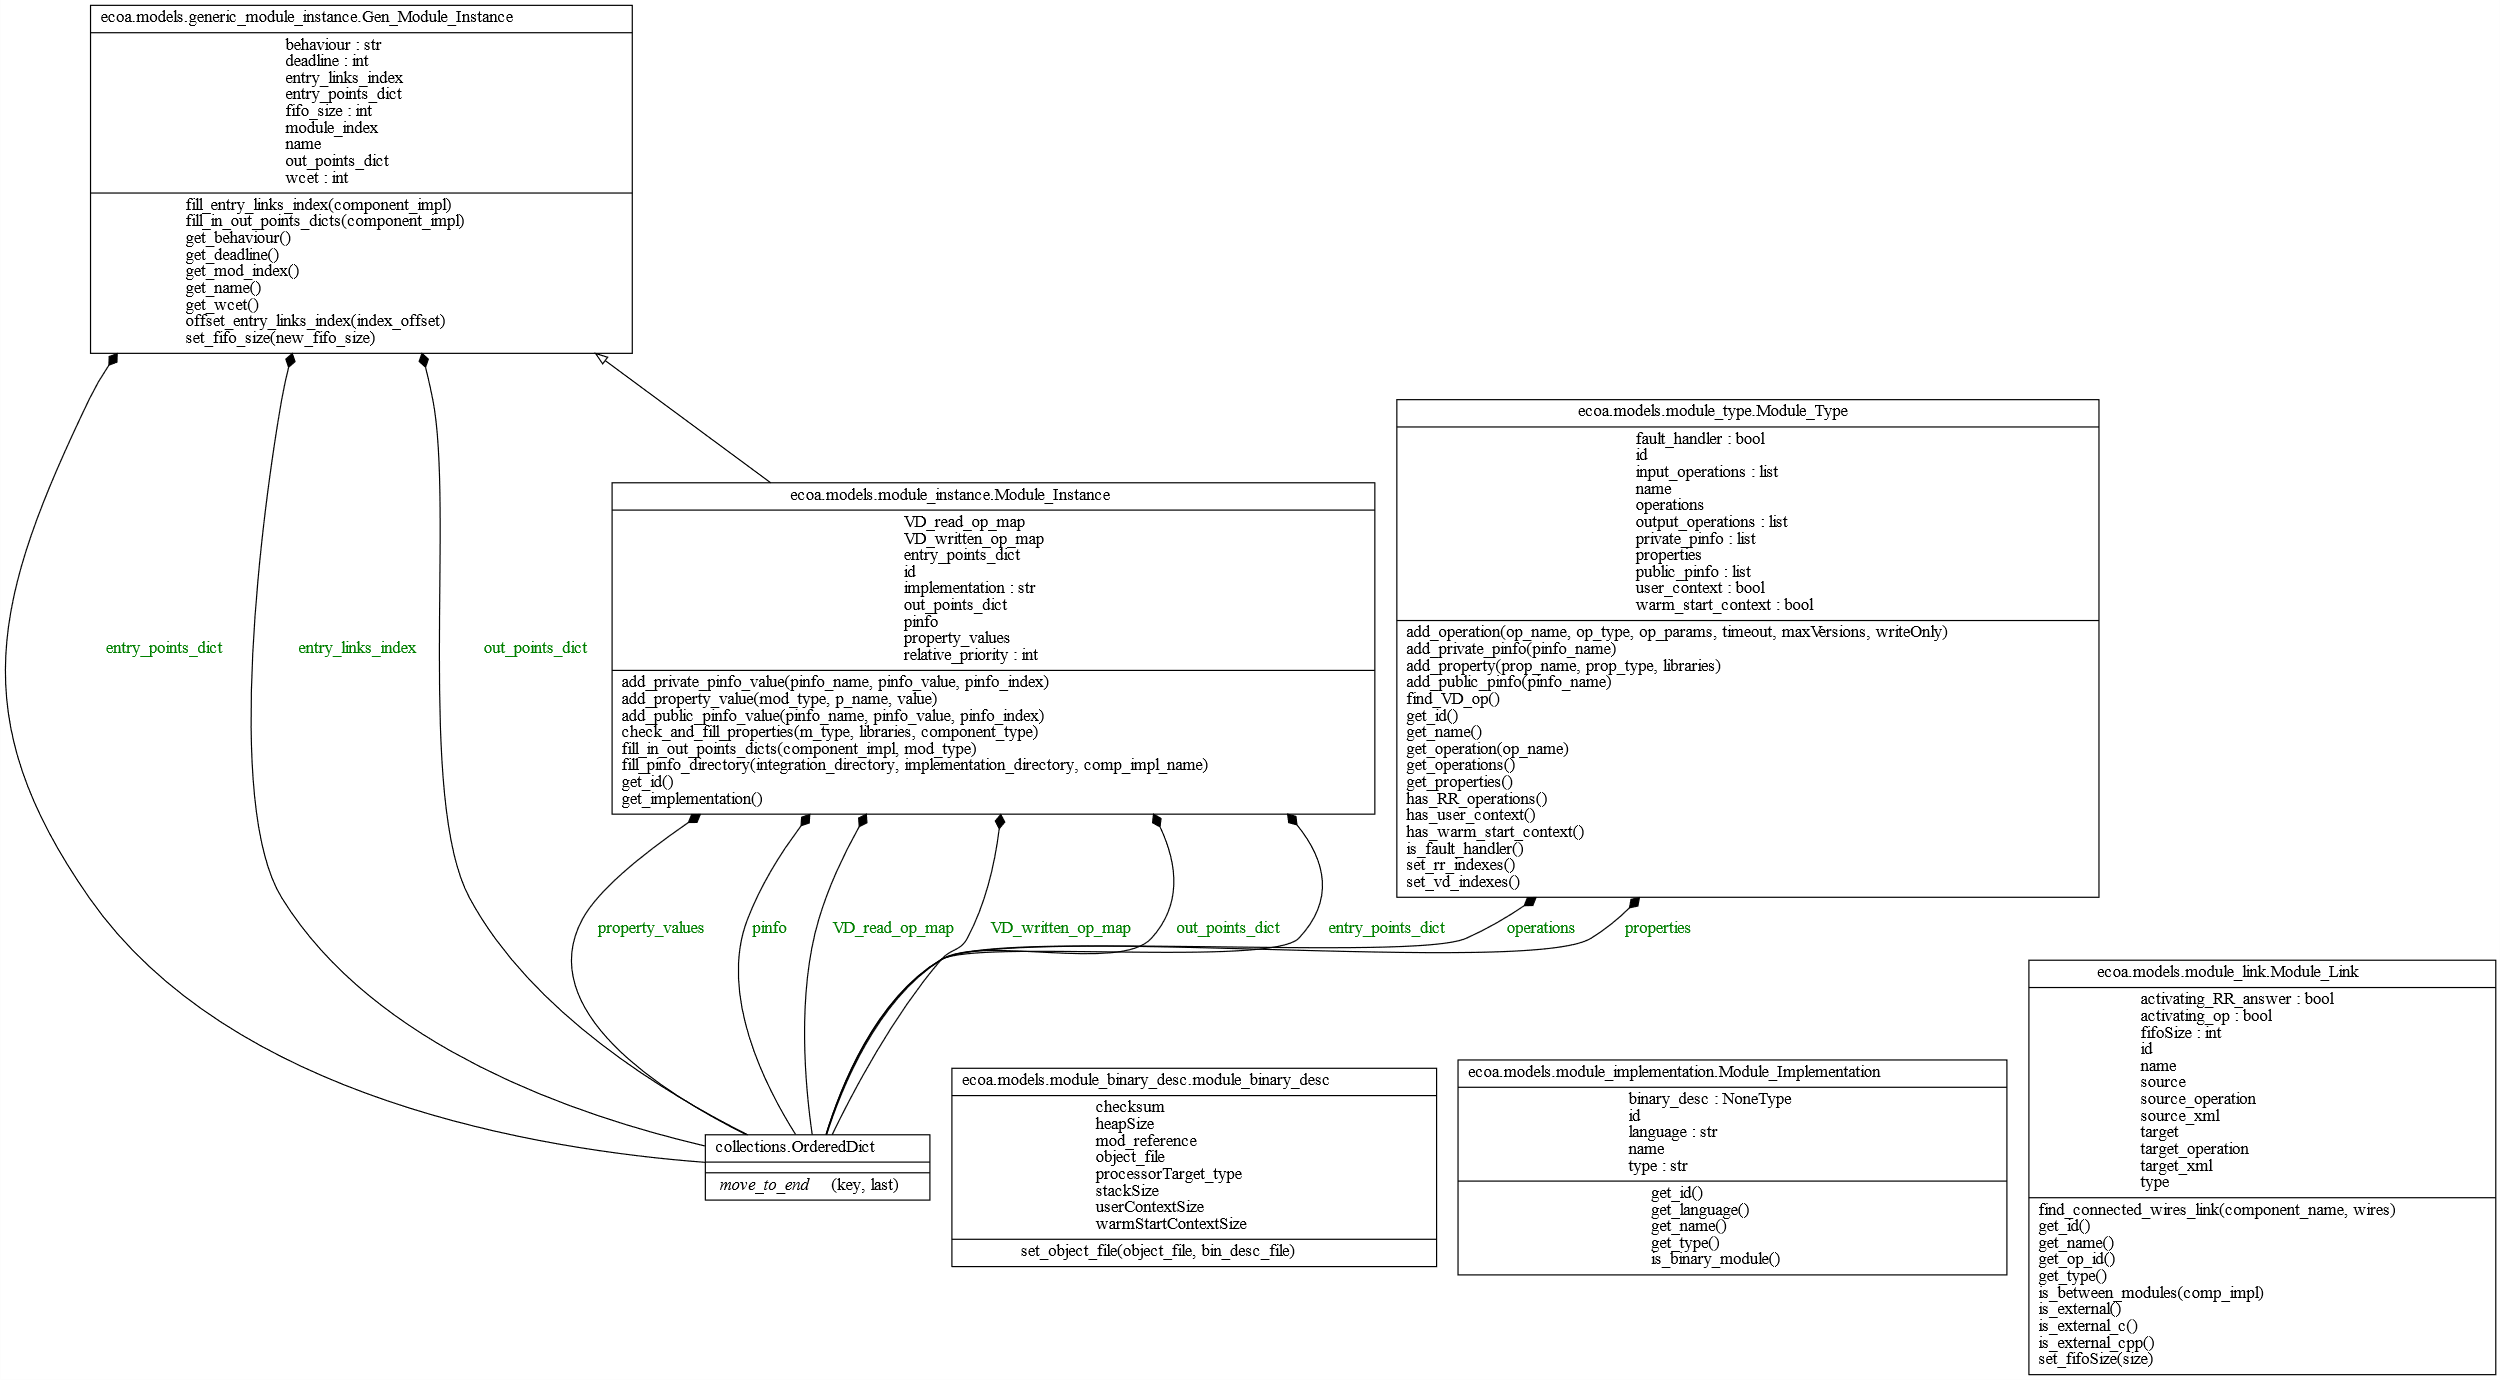 ecoa.models.generic_module_instance.Gen_Module_Instance
behaviour : str
deadline : int
entry_links_index
entry_points_dict
fifo_size : int
module_index
name
out_points_dict
wcet : int
fill_entry_links_index(component_impl)
fill_in_out_points_dicts(component_impl)
get_behaviour()
get_deadline()
get_mod_index()
get_name()
get_wcet()
offset_entry_links_index(index_offset)
set_fifo_size(new_fifo_size)
ecoa.models.module_type.Module_Type
fault_handler : bool
id
input_operations : list
name
operations
output_operations : list
private_pinfo : list
properties
public_pinfo : list
user_context : bool
warm_start_context : bool
add_operation(op_name, op_type, op_params, timeout, maxVersions, writeOnly)
add_private_pinfo(pinfo_name)
add_property(prop_name, prop_type, libraries)
add_public_pinfo(pinfo_name)
find_VD_op()
get_id()
get_name()
get_operation(op_name)
get_operations()
get_properties()
has_RR_operations()
has_user_context()
has_warm_start_context()
is_fault_handler()
set_rr_indexes()
set_vd_indexes()
ecoa.models.module_instance.Module_Instance
VD_read_op_map
VD_written_op_map
entry_points_dict
id
implementation : str
out_points_dict
pinfo
property_values
relative_priority : int
add_private_pinfo_value(pinfo_name, pinfo_value, pinfo_index)
add_property_value(mod_type, p_name, value)
add_public_pinfo_value(pinfo_name, pinfo_value, pinfo_index)
check_and_fill_properties(m_type, libraries, component_type)
fill_in_out_points_dicts(component_impl, mod_type)
fill_pinfo_directory(integration_directory, implementation_directory, comp_impl_name)
get_id()
get_implementation()
entry_points_dict
entry_links_index
out_points_dict
property_values
pinfo
VD_read_op_map
VD_written_op_map
out_points_dict
entry_points_dict
operations
properties
collections.OrderedDict
move_to_end (key, last)
ecoa.models.module_binary_desc.module_binary_desc
checksum
heapSize
mod_reference
object_file
processorTarget_type
stackSize
userContextSize
warmStartContextSize
set_object_file(object_file, bin_desc_file)
ecoa.models.module_implementation.Module_Implementation
binary_desc : NoneType
id
language : str
name
type : str
get_id()
get_language()
get_name()
get_type()
is_binary_module()
ecoa.models.module_link.Module_Link
activating_RR_answer : bool
activating_op : bool
fifoSize : int
id
name
source
source_operation
source_xml
target
target_operation
target_xml
type
find_connected_wires_link(component_name, wires)
get_id()
get_name()
get_op_id()
get_type()
is_between_modules(comp_impl)
is_external()
is_external_c()
is_external_cpp()
set_fifoSize(size)